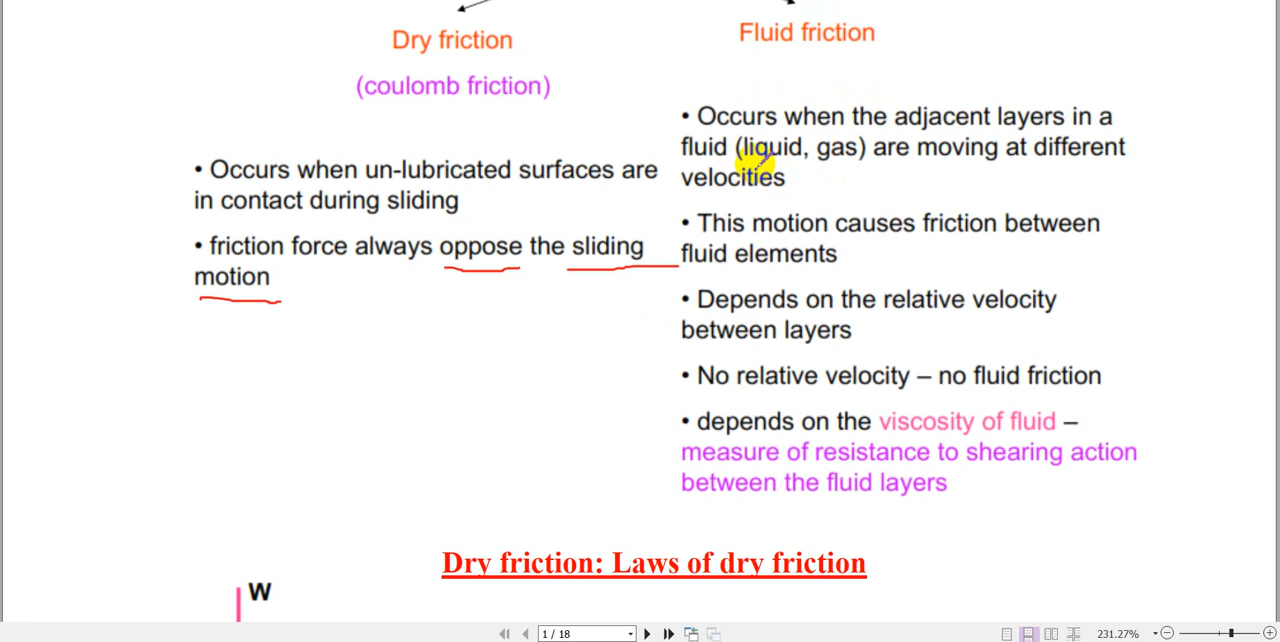 Dry friction
(coulomb friction)
• Occurs when un-lubricated surfaces are
in contact during sliding
• friction force always oppose the sliding
motion
Fluid friction
• Occurs when the adjacent layers in a
fluid (liquid, gas) are moving at different
velocities
• This motion causes friction between
fluid elements
• Depends on the relative velocity
between layers
• No relative velocity – no fluid friction
• depends on the viscosity of fluid –
measure of resistance to shearing action
between the fluid layers
Dry friction: Laws of dry friction
W
1 / 18
231.27%